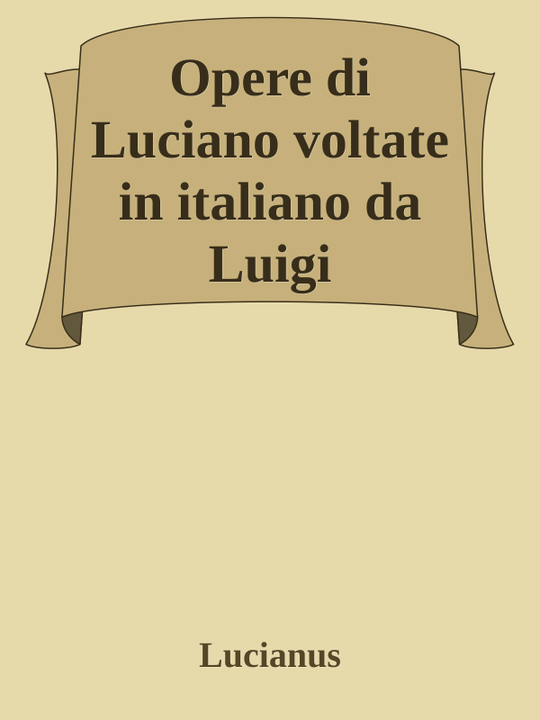 Opere di
Luciano voltate
in italiano da
Luigi
Lucianus